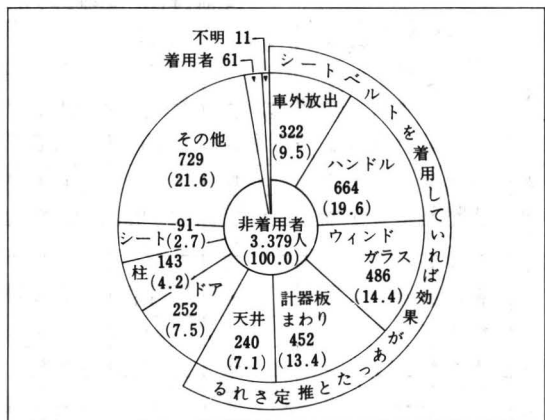 不明 11
着用者 61
シートベルトを着用していれば効果があったと推定される
車外放出
322
(9.5)
ハンドル
664
(19.6)
ウィンド
ガラス
486
(14.4)
計器板
まわり
452
(13.4)
天井
240
(7.1)
ドア
252
(7.5)
柱
143
(4.2)
シート
91
(2.7)
その他
729
(21.6)
非着用者
3.379人
(100.0)